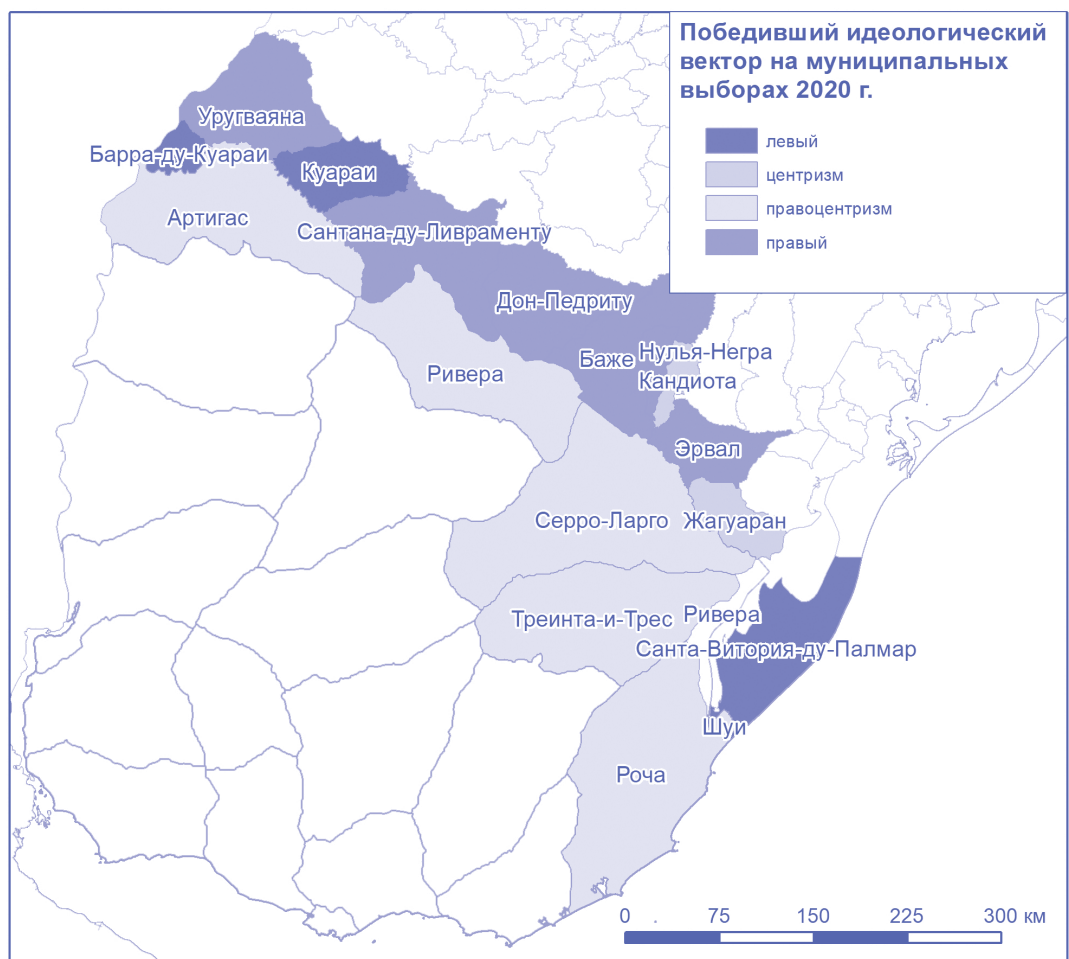 Победивший идеологический
вектор на муниципальных
выборах 2020 г.
левый
центризм
правоцентризм
правый
Уругваяна
Барра-ду-Куараи
Куараи
Артигас
Сантана-ду-Ливраменту
Дон-Педриту
Баже
Нулья-Негра
Ривера
Кандиота
Эрвал
Серро-Ларго
Жагуаран
Треинта-и-Трес
Ривера
Санта-Витория-ду-Палмар
Шуи
Роча
0 75 150 225 300 км